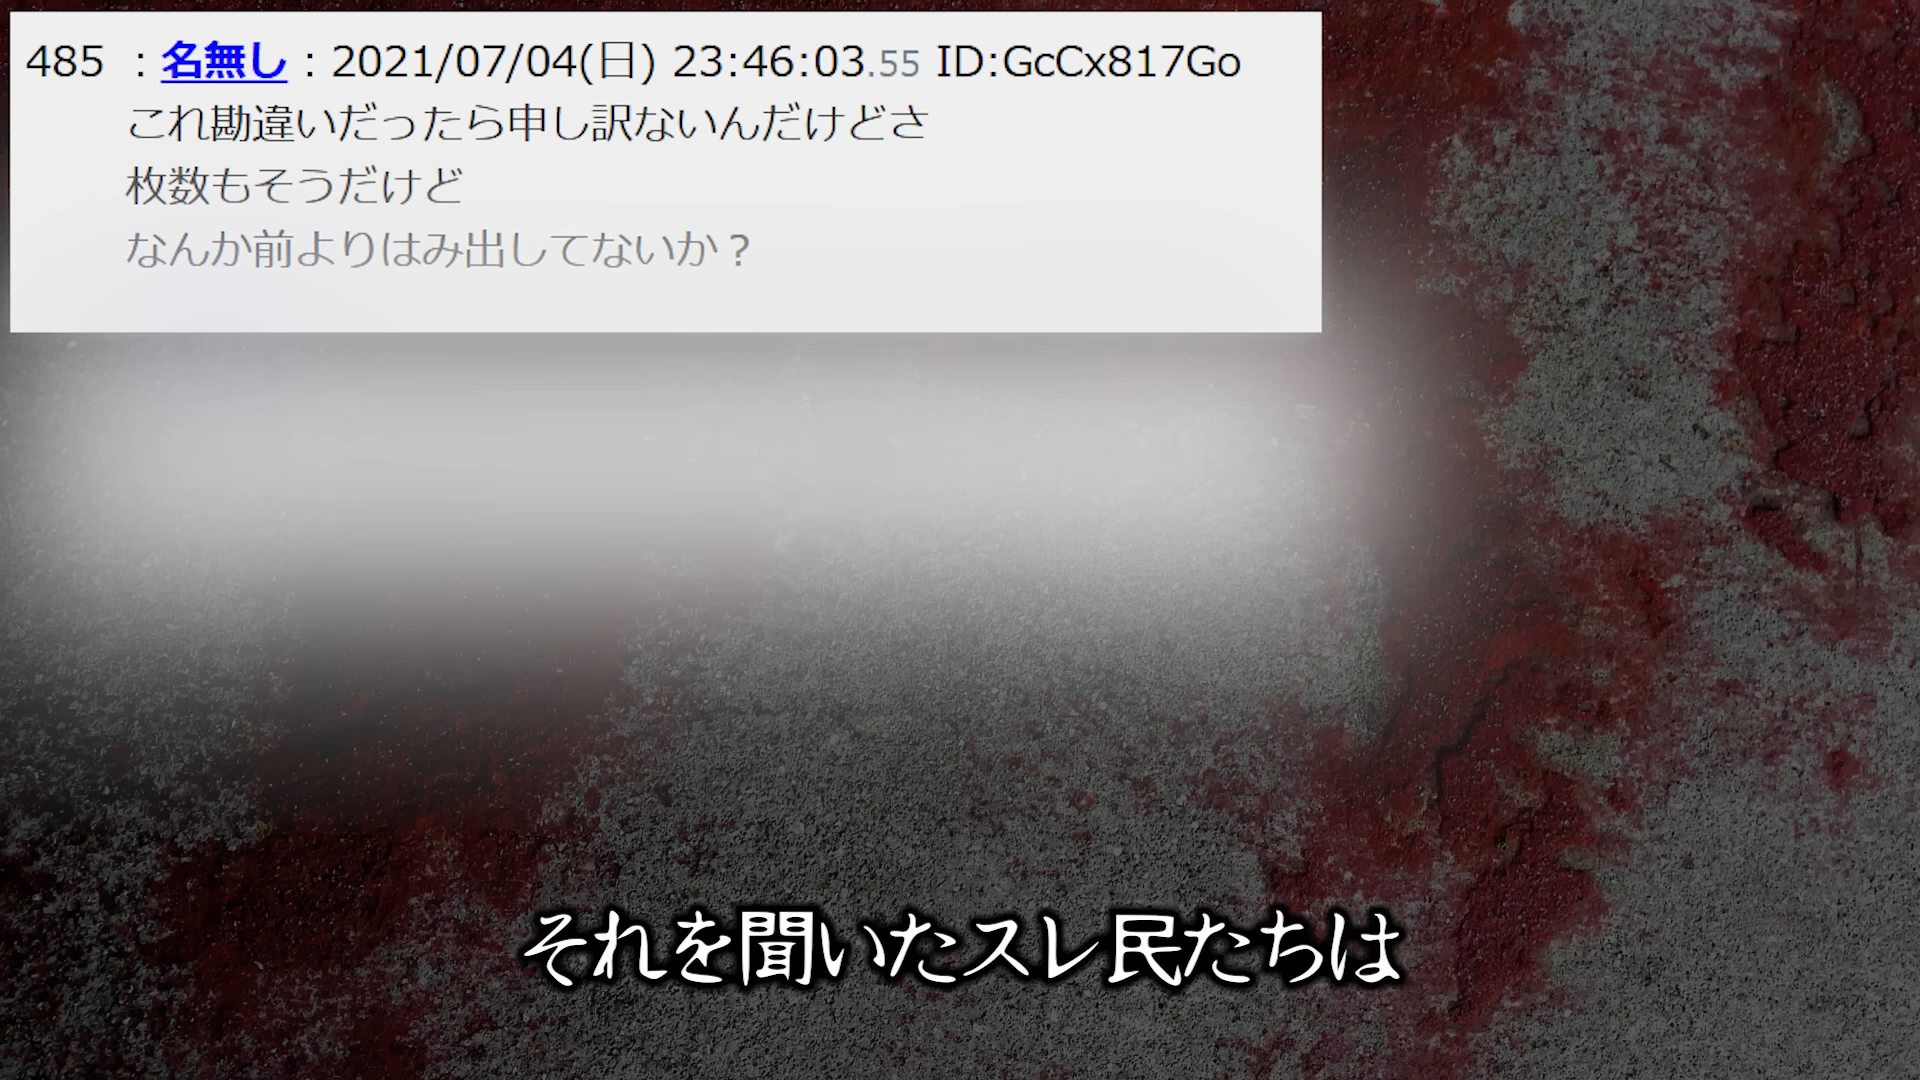 485 ：名無し：2021/07/04(日) 23:46:03.55 ID:GcCx817Go
これ勘違いだったら申し訳ないんだけどさ
枚数もそうだけど
なんか前よりはみ出してないか？
それを聞いたスレ民たちは